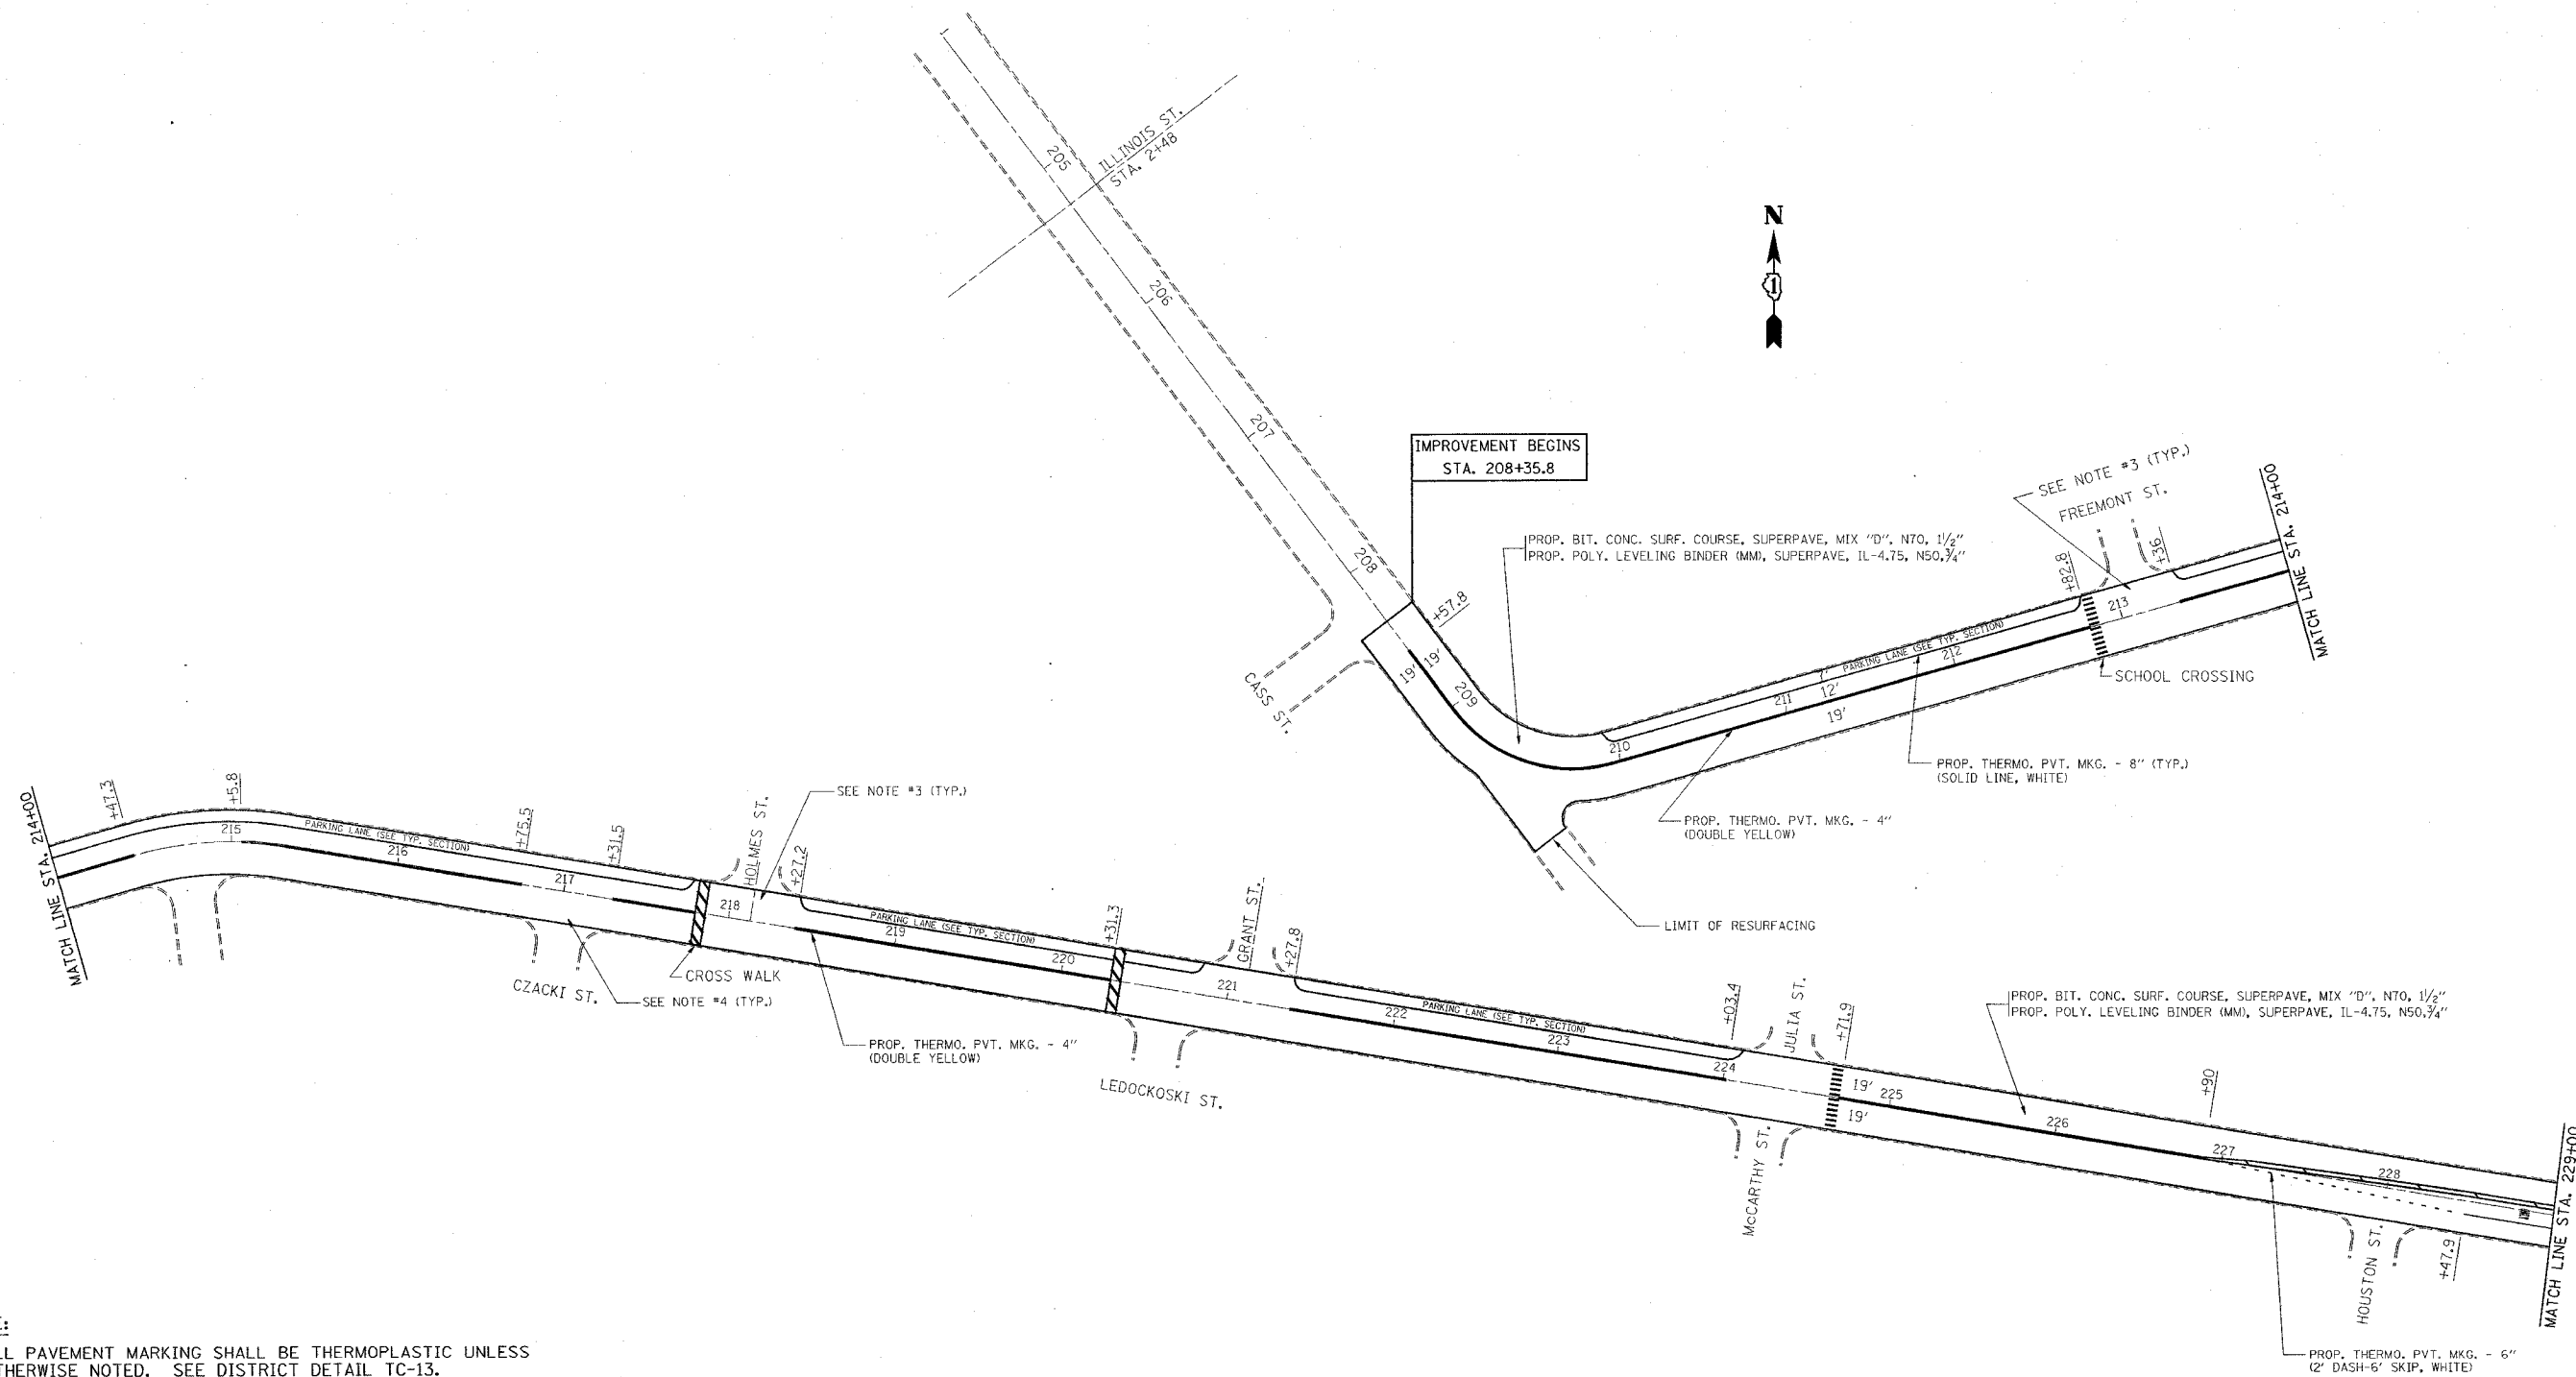 ILLINOIS ST.
STA. 2+48
205
206
207
208
N
1
IMPROVEMENT BEGINS
STA. 208+35.8
+57.8
CASS ST.
19'
19'
209
210
PROP. BIT. CONC. SURF. COURSE, SUPERPAVE, MIX "D", N70, 1 1/2"
PROP. POLY. LEVELING BINDER (MM), SUPERPAVE, IL-4.75, N50, 3/4"
SEE NOTE #3 (TYP.)
FREEMONT ST.
+82.8
+36
MATCH LINE STA. 214+00
213
PARKING LANE (SEE TYP. SECTION)
7'
212
211
12'
19'
SCHOOL CROSSING
PROP. THERMO. PVT. MKG. - 8" (TYP.)
(SOLID LINE, WHITE)
PROP. THERMO. PVT. MKG. - 4"
(DOUBLE YELLOW)
LIMIT OF RESURFACING
MATCH LINE STA. 214+00
+47.3
+5.8
215
PARKING LANE (SEE TYP. SECTION)
216
+75.5
+31.5
217
HOLMES ST.
SEE NOTE #3 (TYP.)
+27.2
218
CZACKI ST.
CROSS WALK
SEE NOTE #4 (TYP.)
PARKING LANE (SEE TYP. SECTION)
219
220
+31.3
PROP. THERMO. PVT. MKG. - 4"
(DOUBLE YELLOW)
GRANT ST.
+27.8
221
LEDOCKOSKI ST.
222
PARKING LANE (SEE TYP. SECTION)
223
224
+03.4
JULIA ST.
+71.9
McCARTHY ST.
19'
19'
225
226
PROP. BIT. CONC. SURF. COURSE, SUPERPAVE, MIX "D", N70, 1 1/2"
PROP. POLY. LEVELING BINDER (MM), SUPERPAVE, IL-4.75, N50, 3/4"
+90
227
228
HOUSTON ST.
+47.9
MATCH LINE STA. 229+00
PROP. THERMO. PVT. MKG. - 6"
(2' DASH-6' SKIP, WHITE)
LL PAVEMENT MARKING SHALL BE THERMOPLASTIC UNLESS
THERWISE NOTED. SEE DISTRICT DETAIL TC-13.